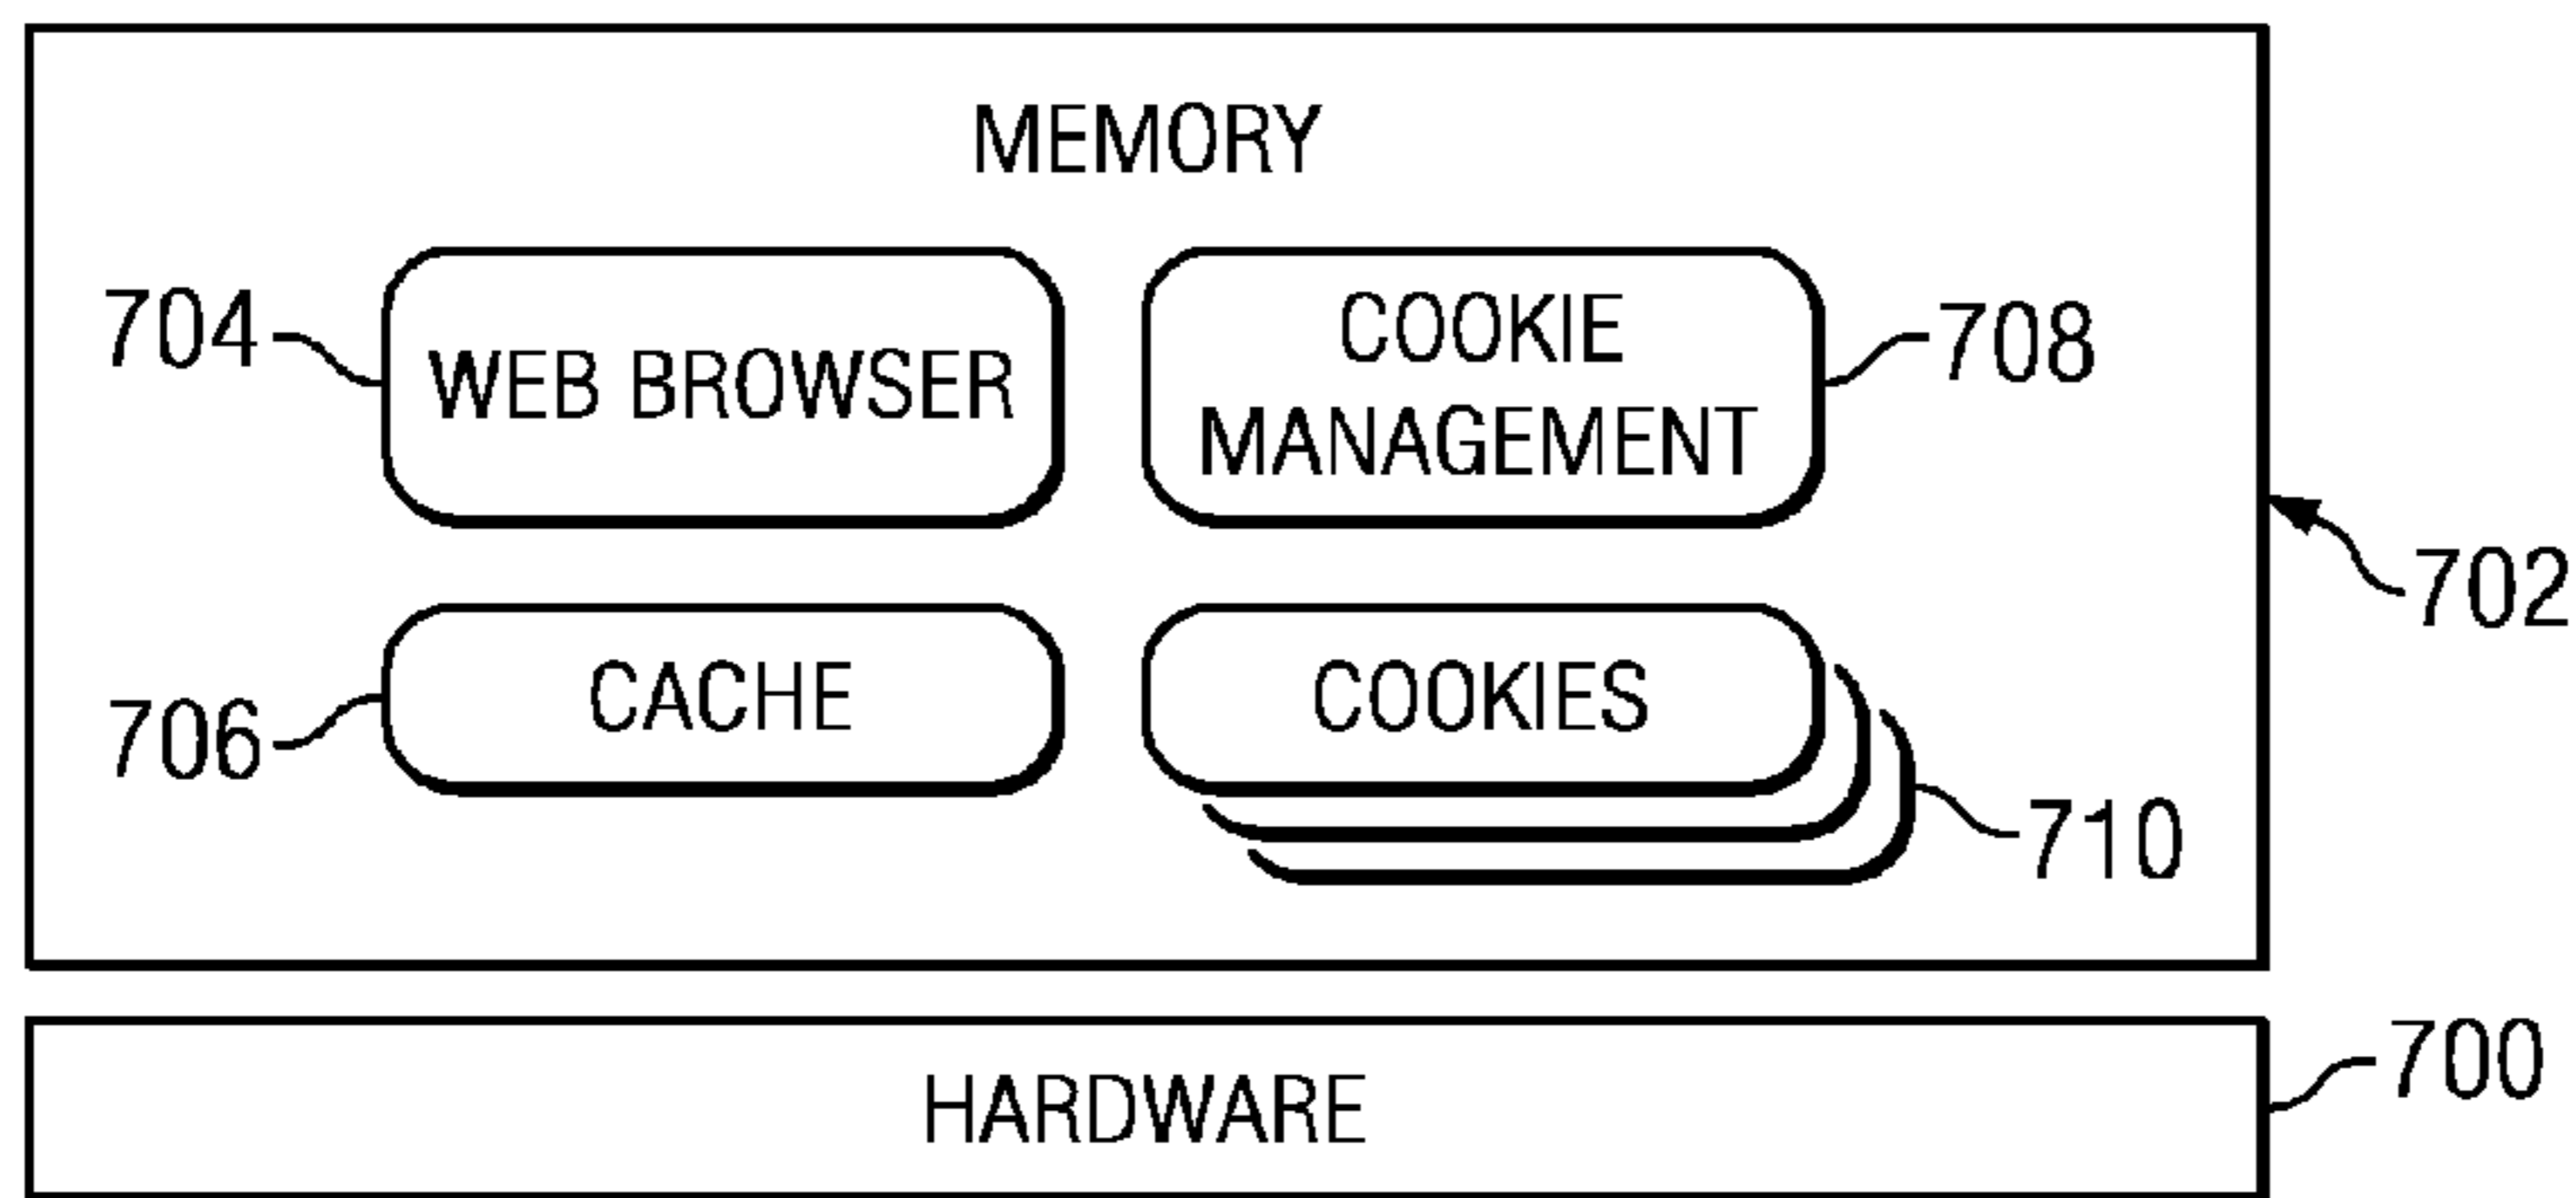 MEMORY
704
WEB BROWSER
COOKIE
MANAGEMENT
708
702
706
CACHE
COOKIES
710
HARDWARE
700